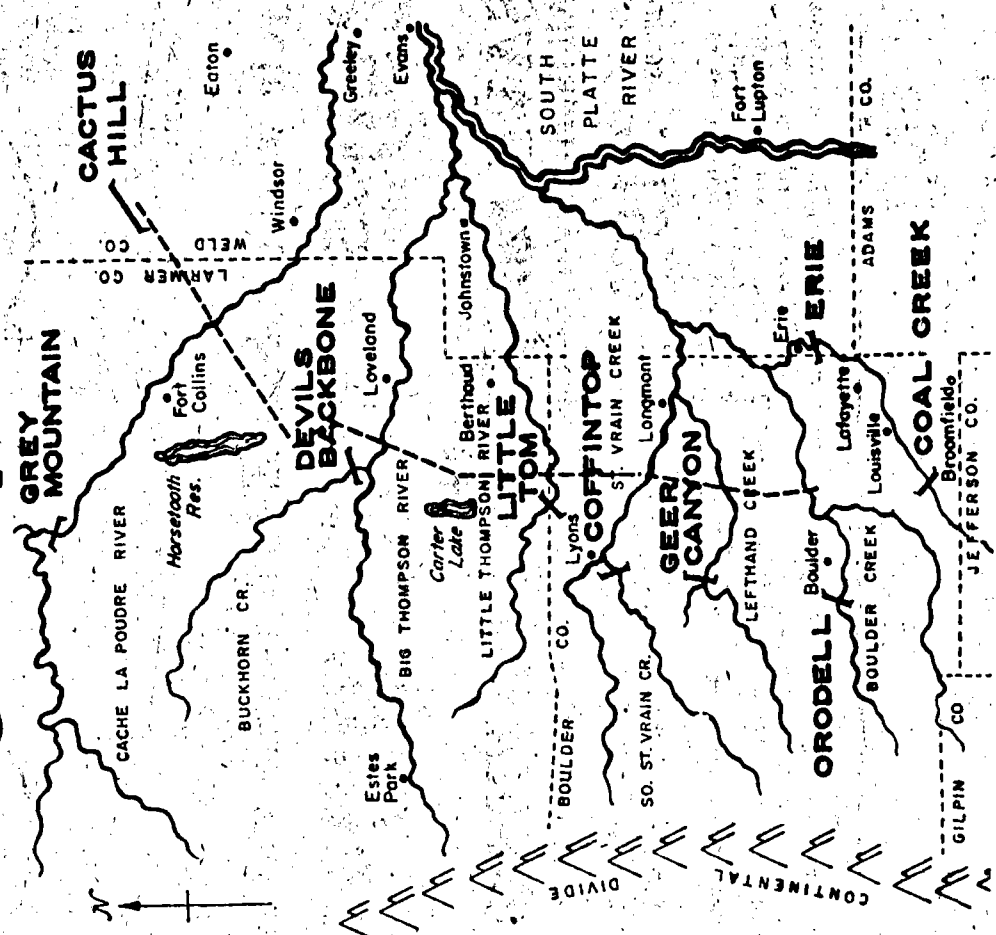 N
GREY
MOUNTAIN
CACTUS
HILL
CACHE LA POUDRE RIVER
Horsetooth
Res.
Fort
Collins
LARIMER CO.
WELD CO.
Eaton
BUCKHORN CR.
Windsor
DEVILS
BACKBONE
Loveland
Greeley
Evans
Estes
Park
BIG THOMPSON RIVER
Carter
Lake
Berthoud
Johnstown
LITTLE THOMPSON RIVER
LITTLE
TOM
SOUTH
PLATTE
RIVER
BOULDER CO.
Lyons
COFFINTOP
ST VRAIN CREEK
SO. ST. VRAIN CR.
Longmont
GEER
CANYON
LEFTHAND CREEK
Fort
Lupton
CONTINENTAL DIVIDE
ORODELL
Boulder
Erie
ERIE
BOULDER CREEK
Lafayette
Louisville
ADAMS CO.
COAL CREEK
Broomfield
GILPIN CO
JEFFERSON CO.